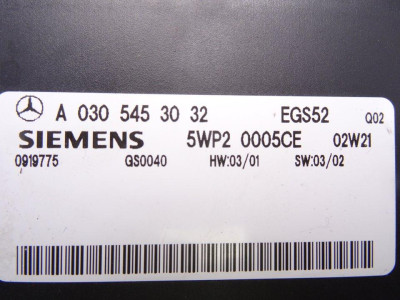 A 030 545 30 32 EGS52 Q02
SIEMENS 5WP2 0005CE 02W21
0919775 GS0040 HW:03/01 SW:03/02